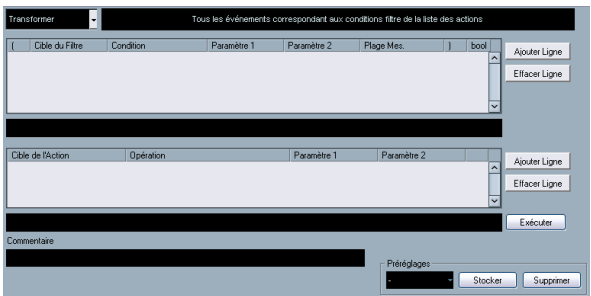 Transformer
Tous les événements correspondant aux conditions filtre de la liste des actions
( Cible du Filtre Condition Paramètre 1 Paramètre 2 Plage Mes. ) bool
Ajouter Ligne
Effacer Ligne
Cible de l'Action Opération Paramètre 1 Paramètre 2
Ajouter Ligne
Effacer Ligne
Exécuter
Commentaire
Préréglages
- Stocker Supprimer